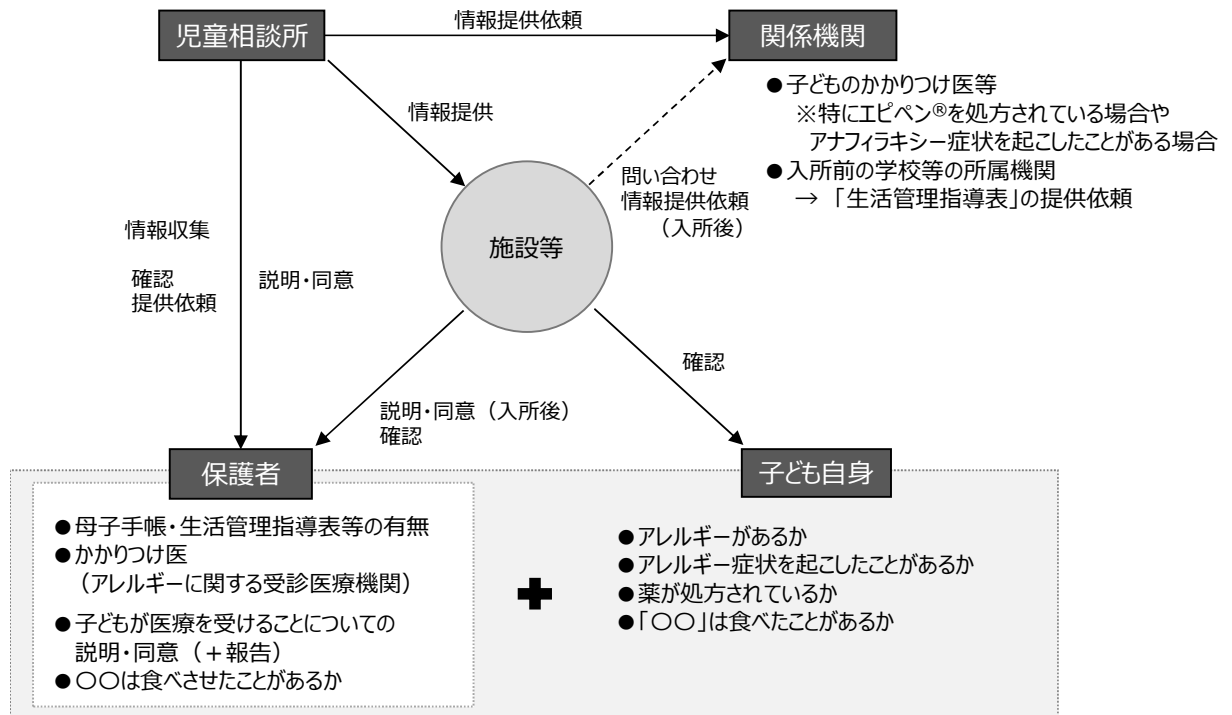 児童相談所
情報提供依頼
関係機関
●子どものかかりつけ医等
※特にエピペン®を処方されている場合や
アナフィラキシー症状を起こしたことがある場合
●入所前の学校等の所属機関
→ 「生活管理指導表」の提供依頼
情報提供
問い合わせ
情報提供依頼
（入所後）
施設等
情報収集
確認
提供依頼
説明・同意
確認
説明・同意（入所後）
確認
保護者
●母子手帳・生活管理指導表等の有無
●かかりつけ医
（アレルギーに関する受診医療機関）
●子どもが医療を受けることについての
説明・同意（＋報告）
●〇〇は食べさせたことがあるか
子ども自身
●アレルギーがあるか
●アレルギー症状を起こしたことがあるか
●薬が処方されているか
●「〇〇」は食べたことがあるか